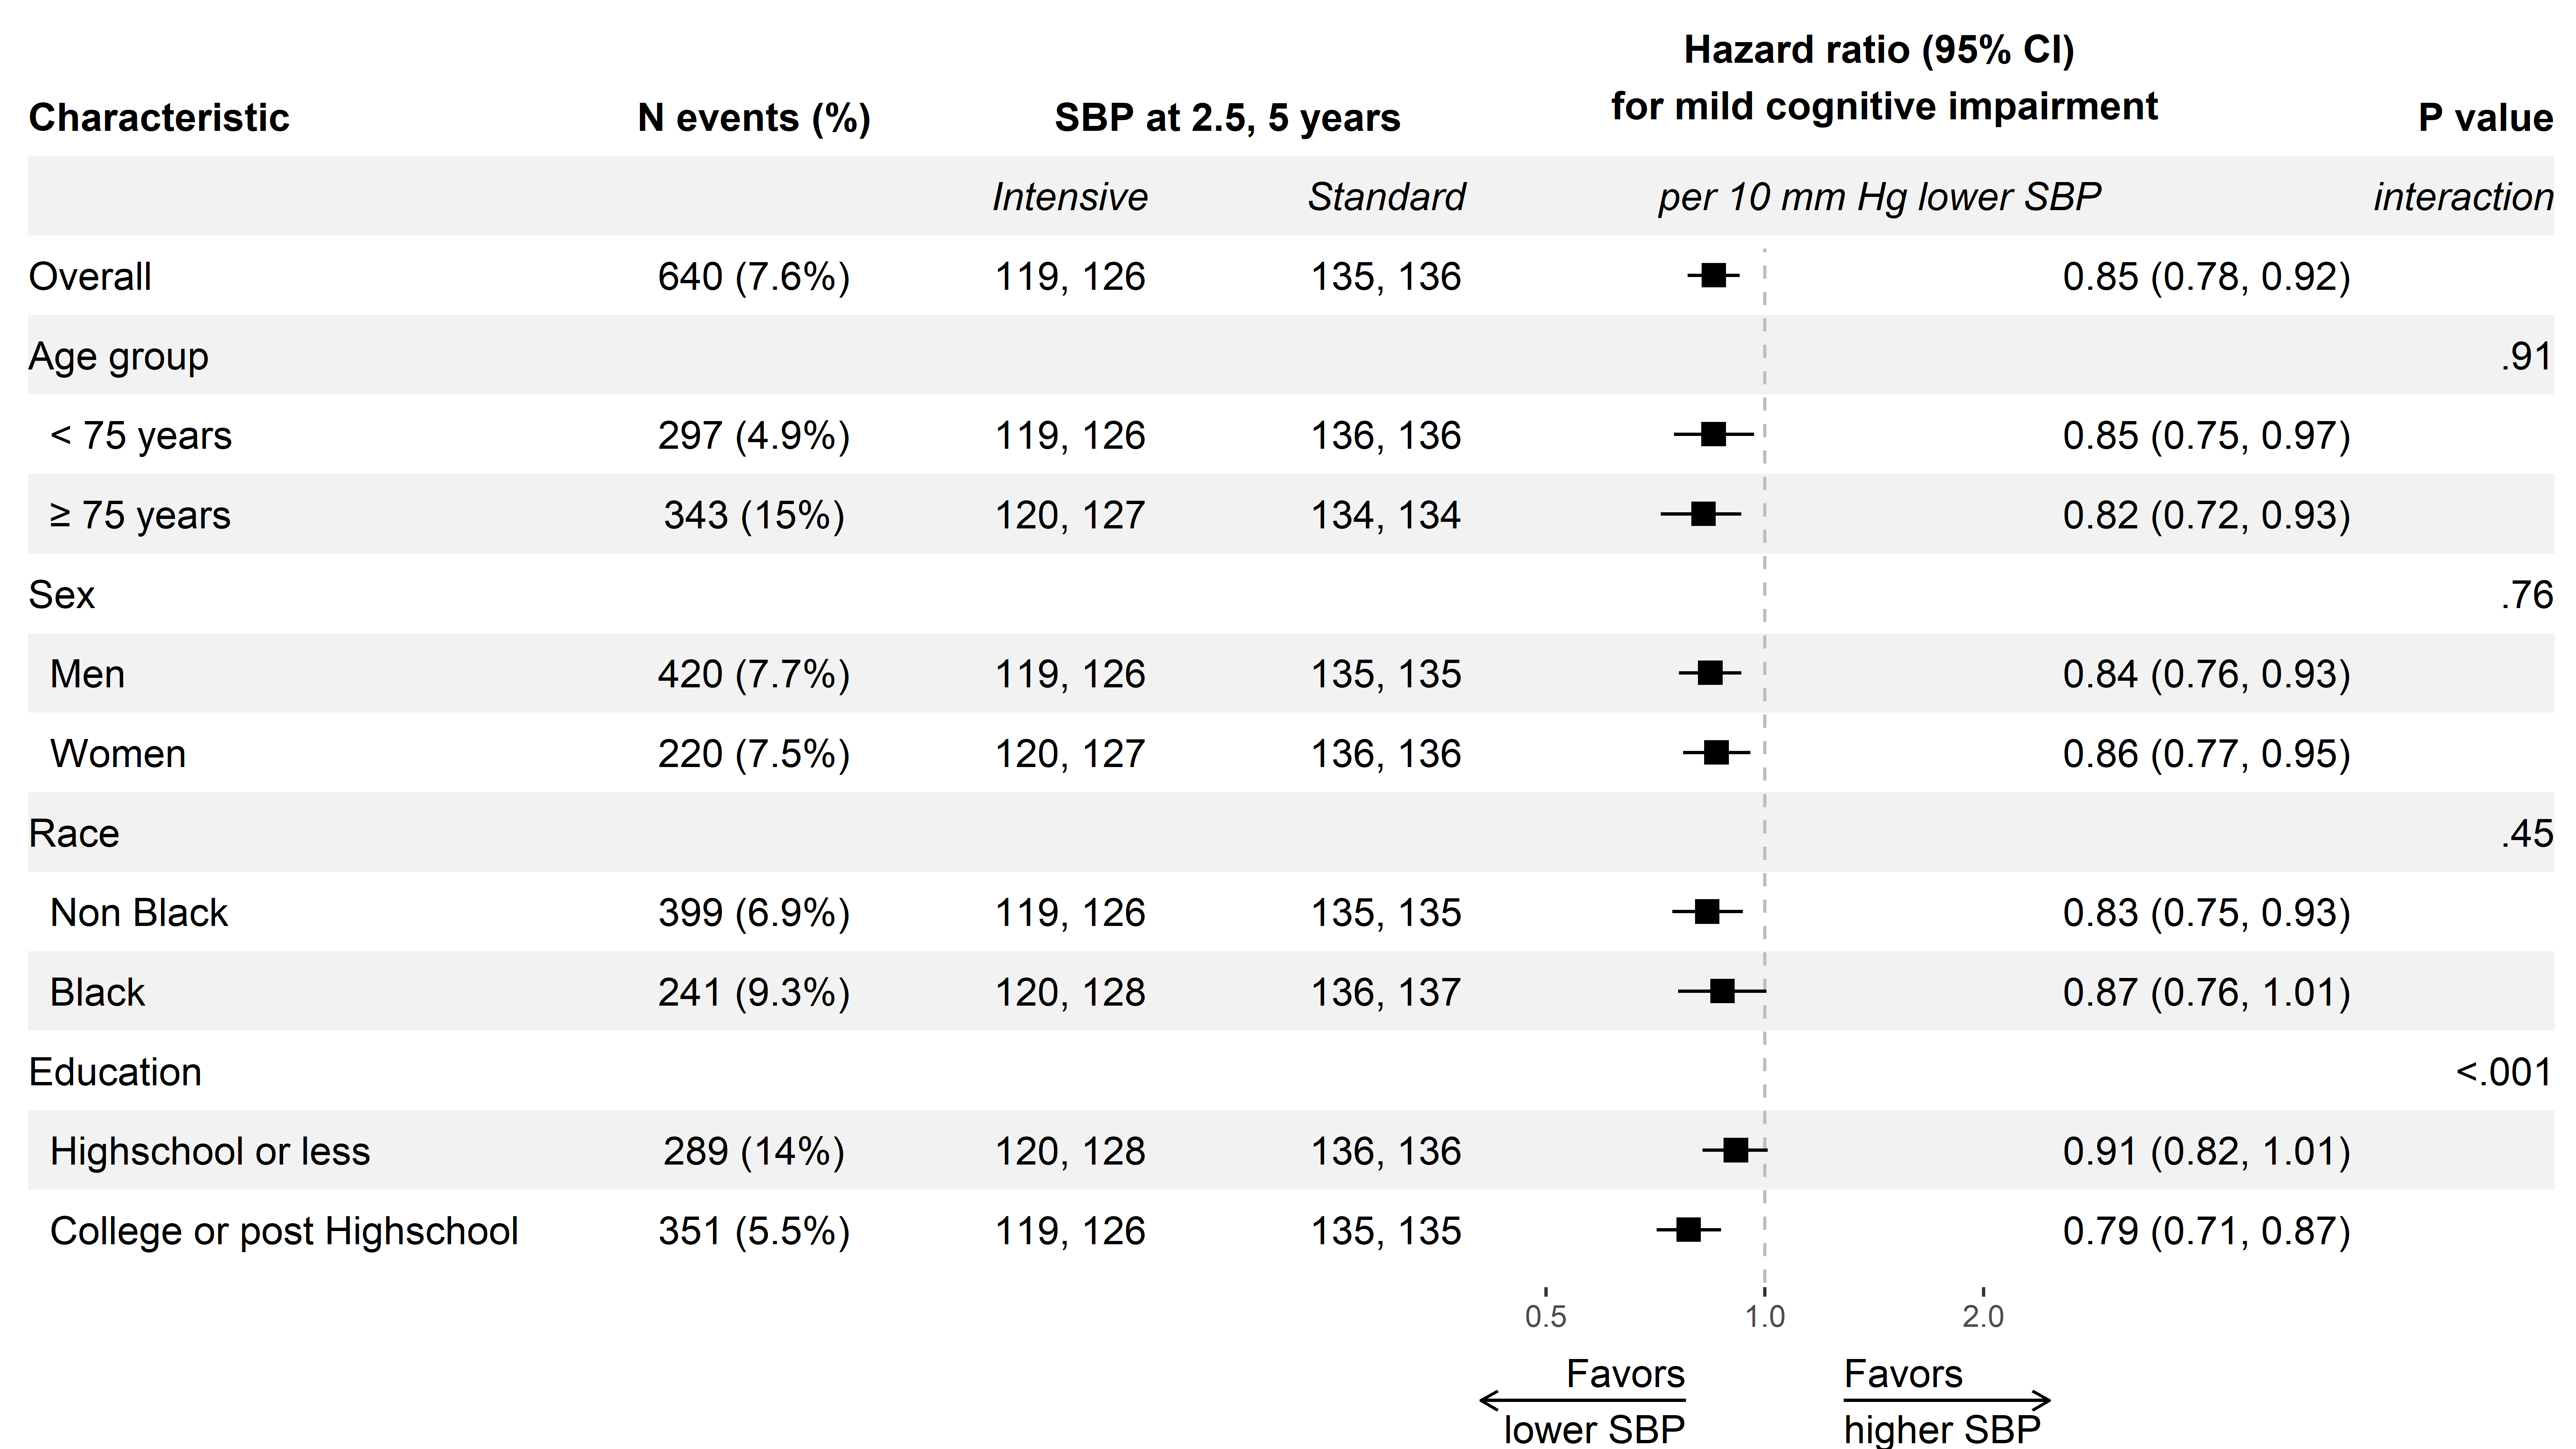 Hazard ratio (95% CI)
for mild cognitive impairment
Characteristic N events (%) SBP at 2.5, 5 years P value
Intensive Standard per 10 mm Hg lower SBP interaction
Overall 640 (7.6%) 119, 126 135, 136 0.85 (0.78, 0.92)
Age group .91
< 75 years 297 (4.9%) 119, 126 136, 136 0.85 (0.75, 0.97)
≥ 75 years 343 (15%) 120, 127 134, 134 0.82 (0.72, 0.93)
Sex .76
Men 420 (7.7%) 119, 126 135, 135 0.84 (0.76, 0.93)
Women 220 (7.5%) 120, 127 136, 136 0.86 (0.77, 0.95)
Race .45
Non Black 399 (6.9%) 119, 126 135, 135 0.83 (0.75, 0.93)
Black 241 (9.3%) 120, 128 136, 137 0.87 (0.76, 1.01)
Education <.001
Highschool or less 289 (14%) 120, 128 136, 136 0.91 (0.82, 1.01)
College or post Highschool 351 (5.5%) 119, 126 135, 135 0.79 (0.71, 0.87)
0.5 1.0 2.0
Favors Favors
lower SBP higher SBP